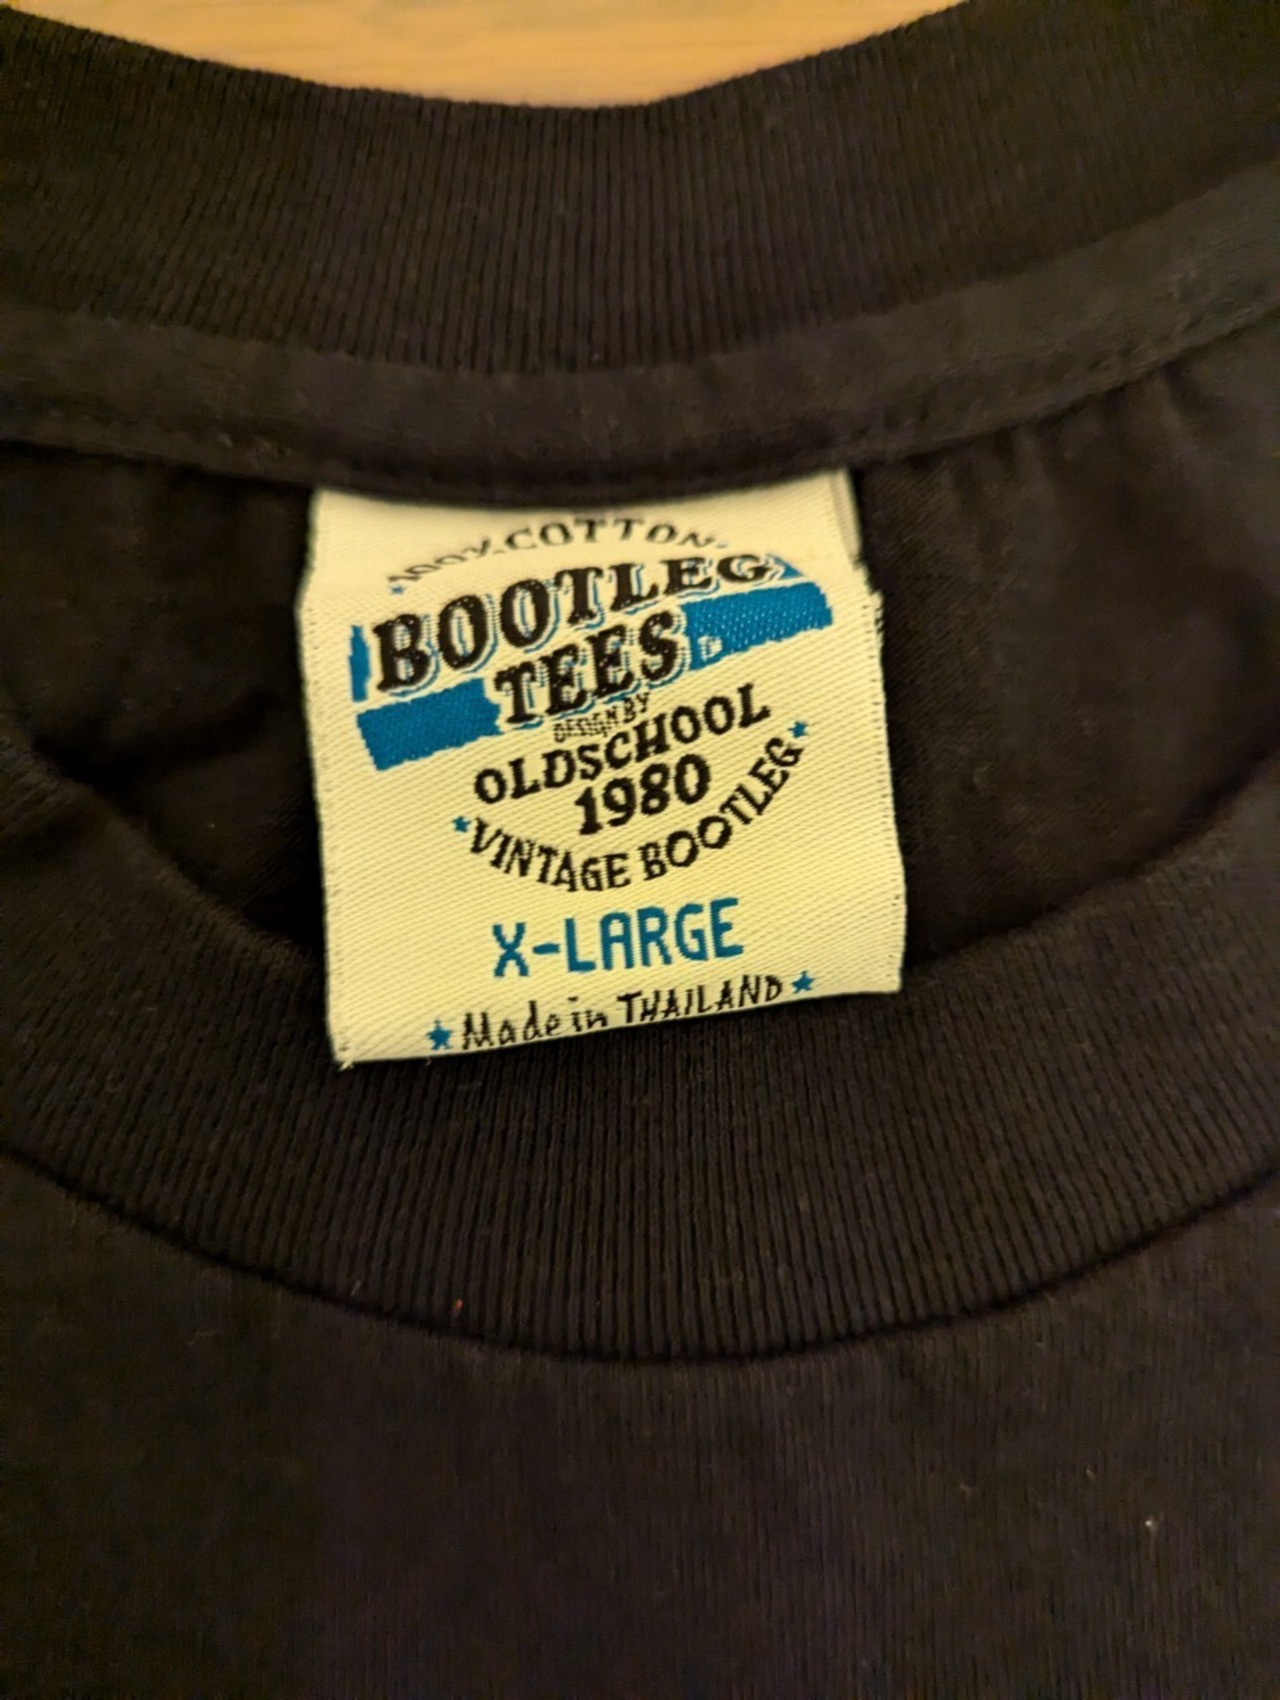 100% COTTON
BOOTLEG
TEES
DESIGN BY
OLDSCHOOL
1980
VINTAGE BOOTLEG
X-LARGE
Made in THAILAND